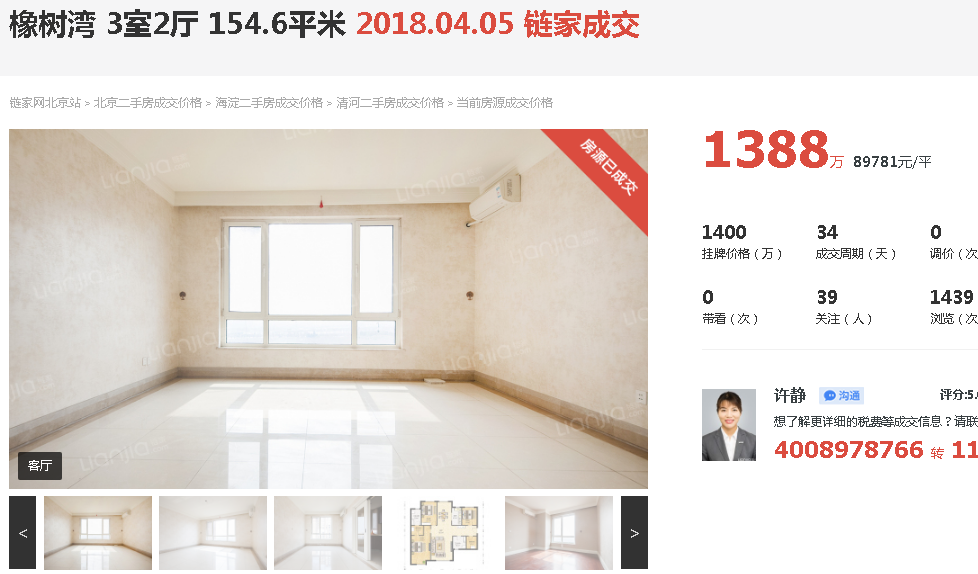 橡树湾 3室2厅 154.6平米 2018.04.05 链家成交
链家网北京站 > 北京二手房成交价格 > 海淀二手房成交价格 > 清河二手房成交价格 > 当前房源成交价格
房源已成交
lianjia
客厅
< >
1388万 89781元/平
1400 34 0
挂牌价格（万） 成交周期（天） 调价（次
0 39 1439
带看（次） 关注（人） 浏览（次
许静 沟通 评分:5.
想了解更详细的税费等成交信息？请联
4008978766 转 11